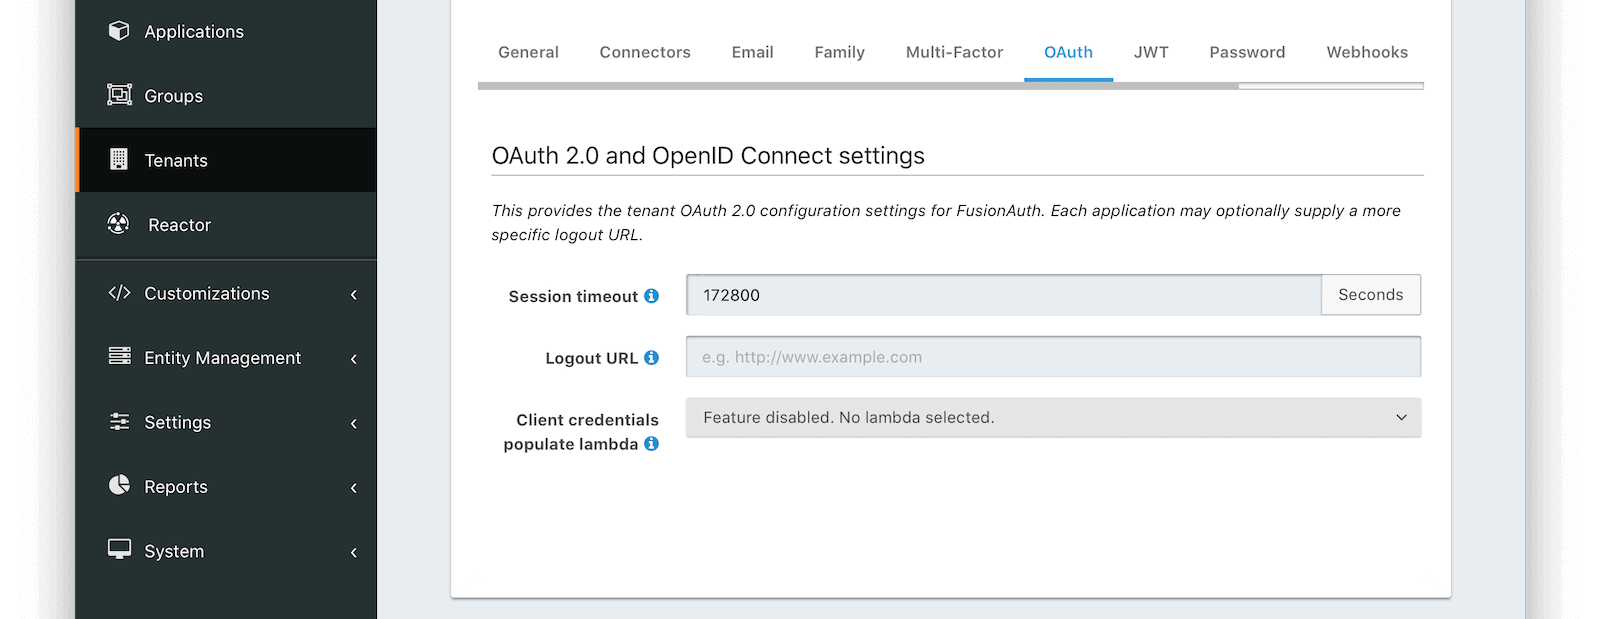 Applications
Groups
Tenants
Reactor
Customizations
Entity Management
Settings
Reports
System
General Connectors Email Family Multi-Factor OAuth JWT Password Webhooks
OAuth 2.0 and OpenID Connect settings
This provides the tenant OAuth 2.0 configuration settings for FusionAuth. Each application may optionally supply a more
specific logout URL.
Session timeout 172800 Seconds
Logout URL e.g. http://www.example.com
Client credentials
populate lambda Feature disabled. No lambda selected.